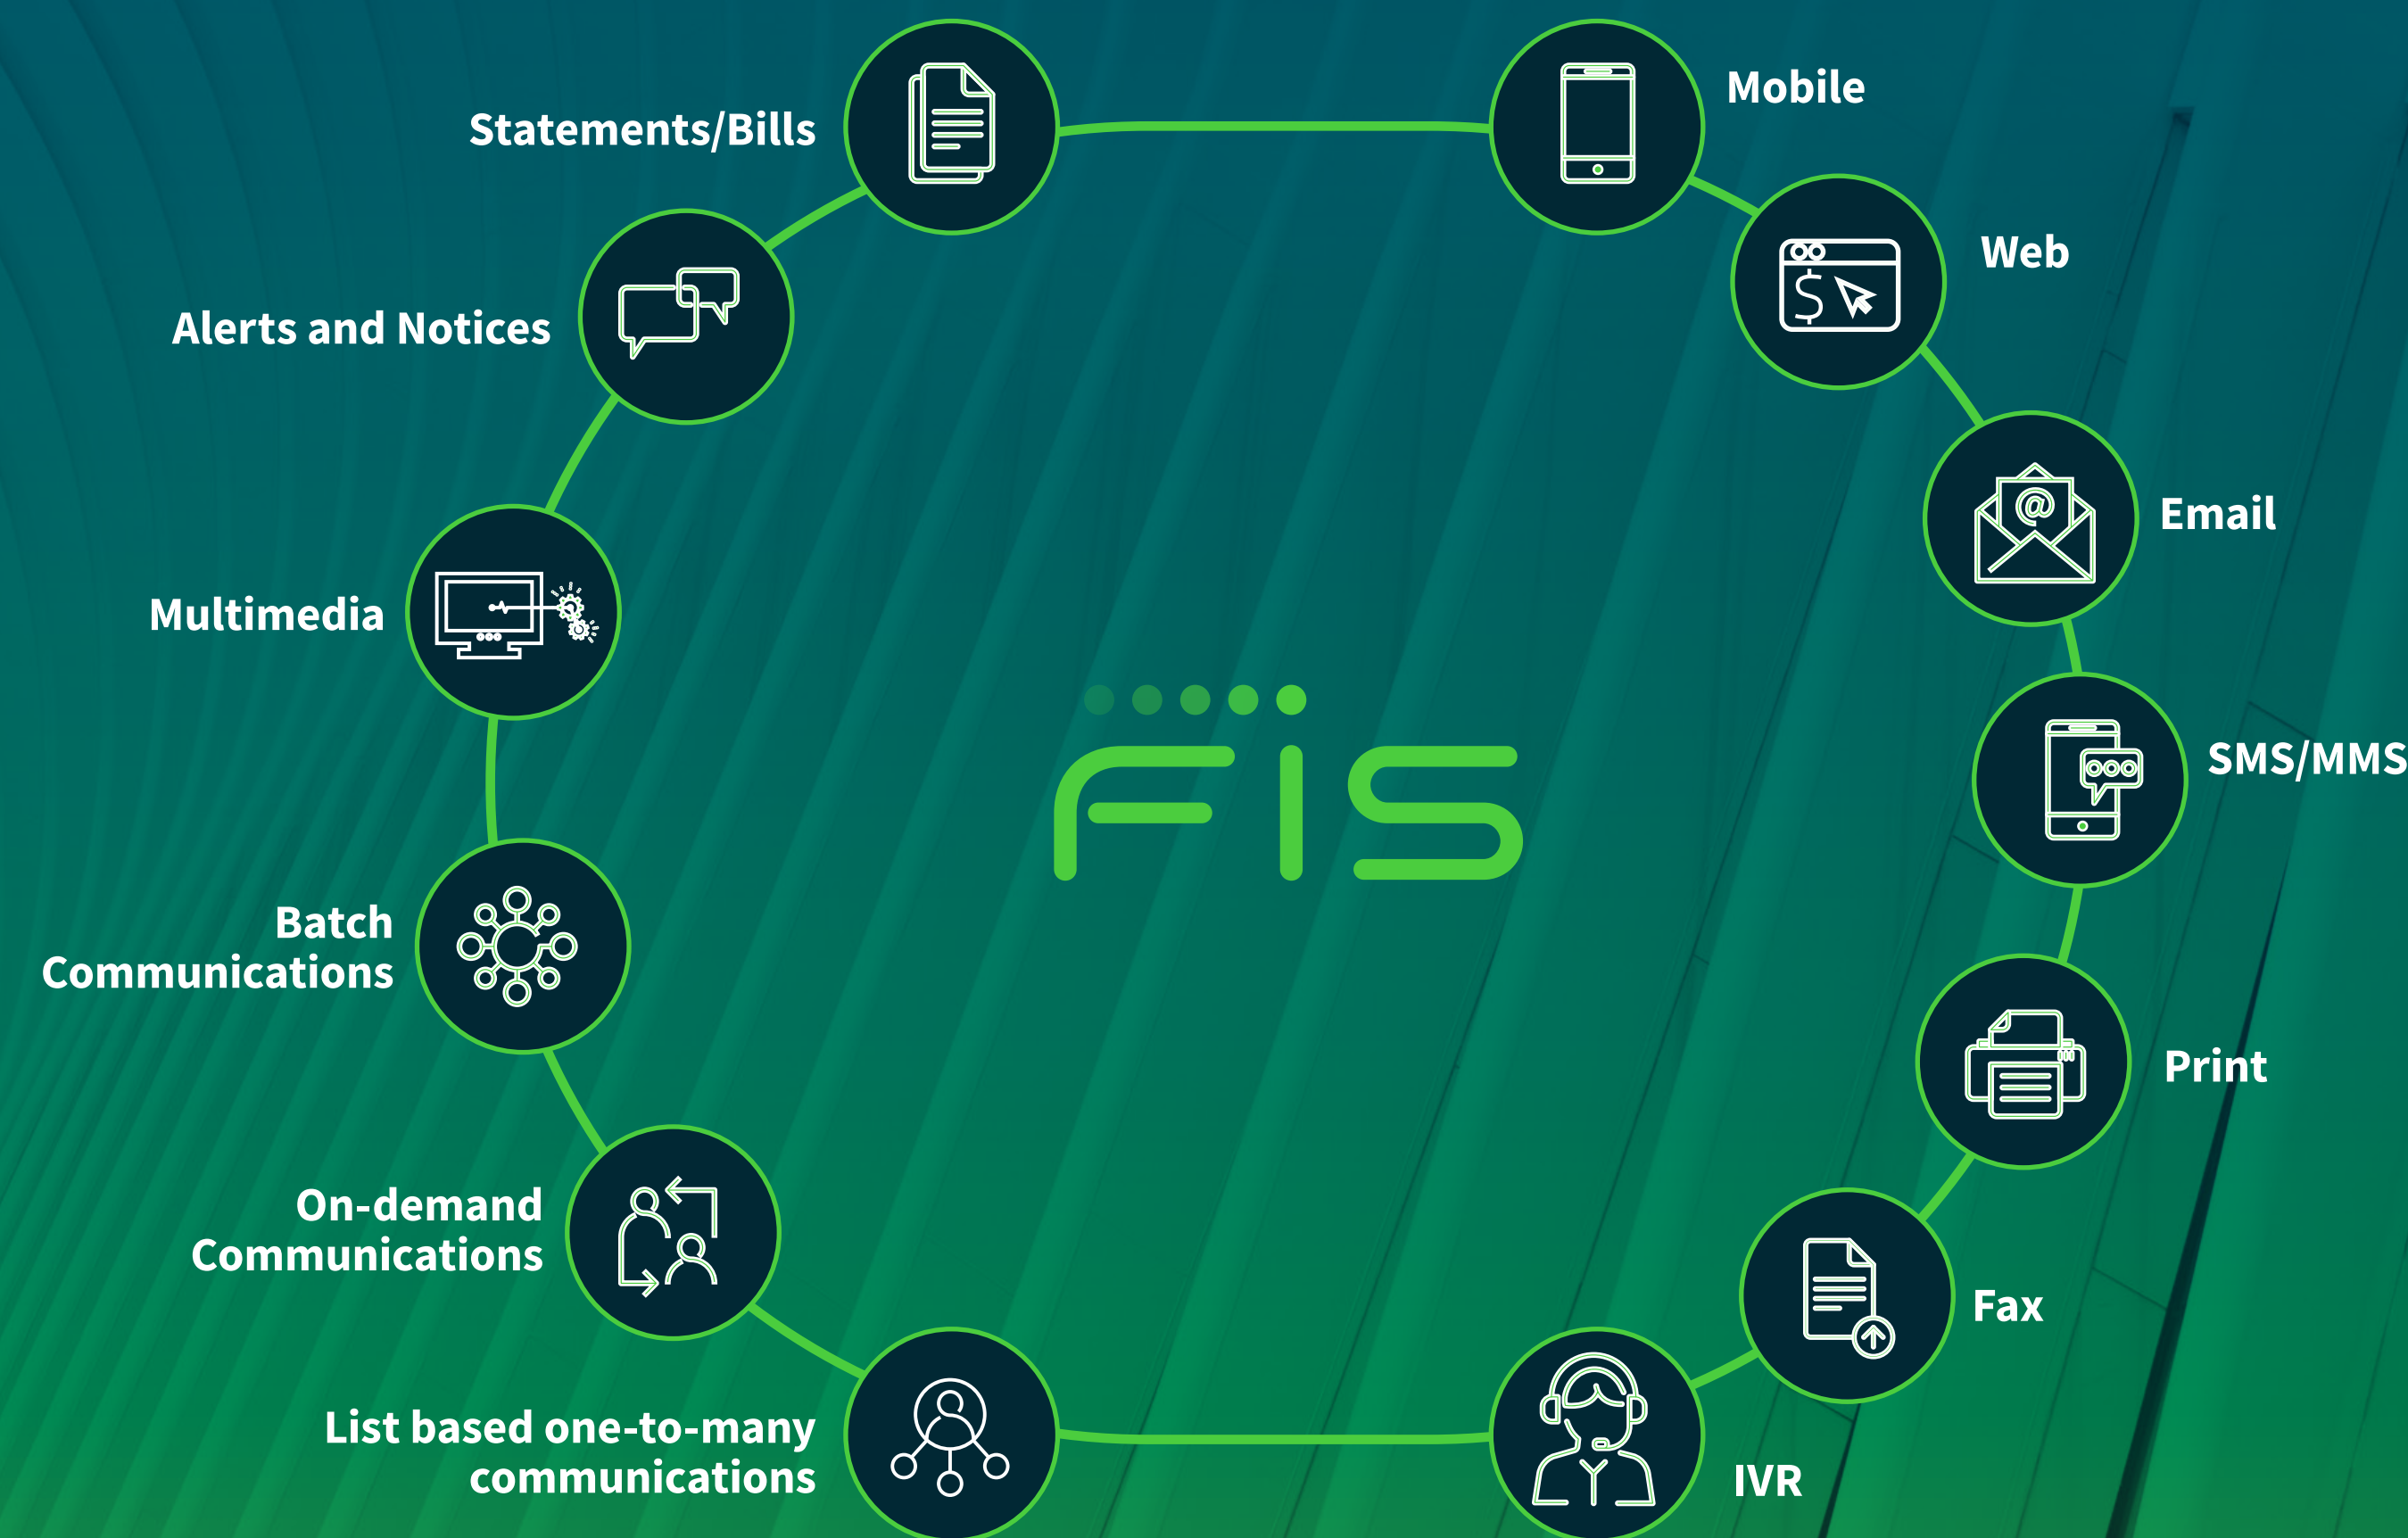 Statements/Bills
Alerts and Notices
Multimedia
Batch
Communications
On-demand
Communications
List based one-to-many
communications
FIS
Mobile
Web
$
Email
@
SMS/MMS
Print
Fax
IVR